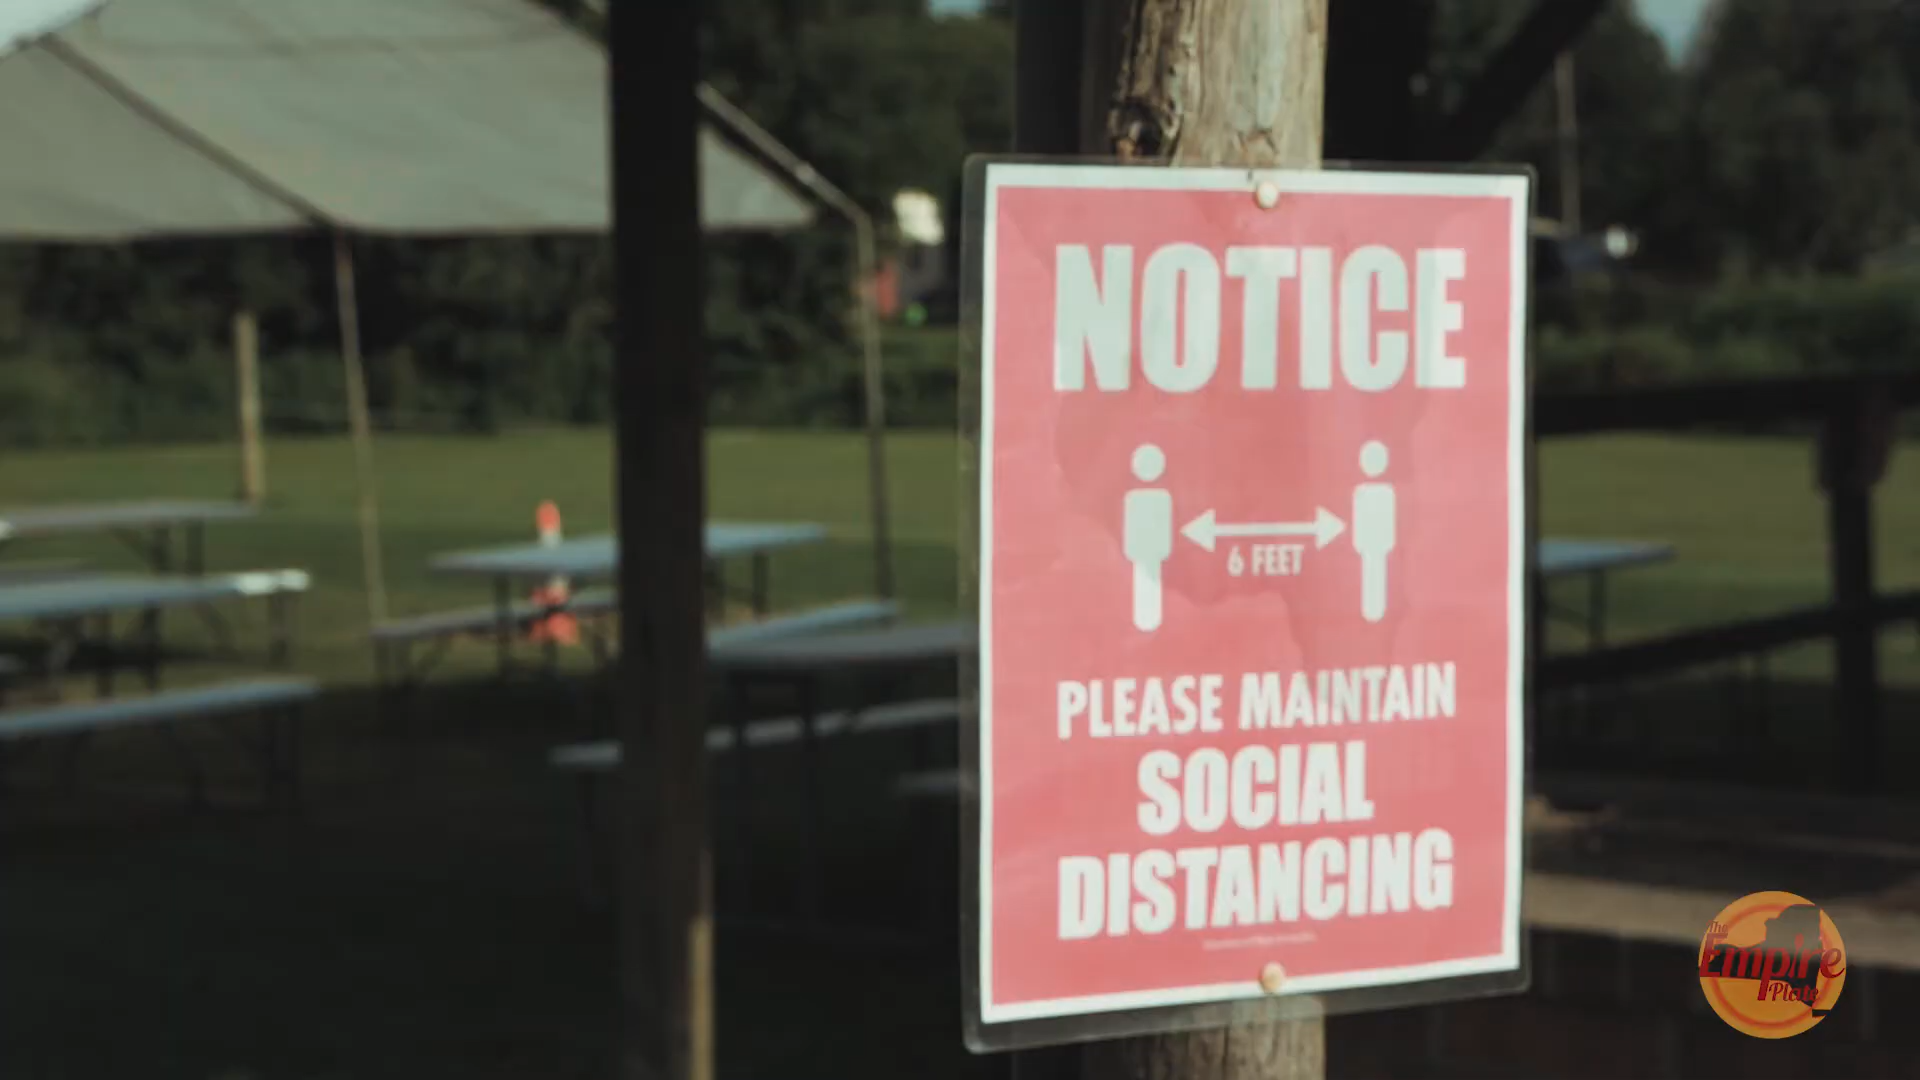 NOTICE
6 FEET
PLEASE MAINTAIN
SOCIAL
DISTANCING
The
Empire
Plate